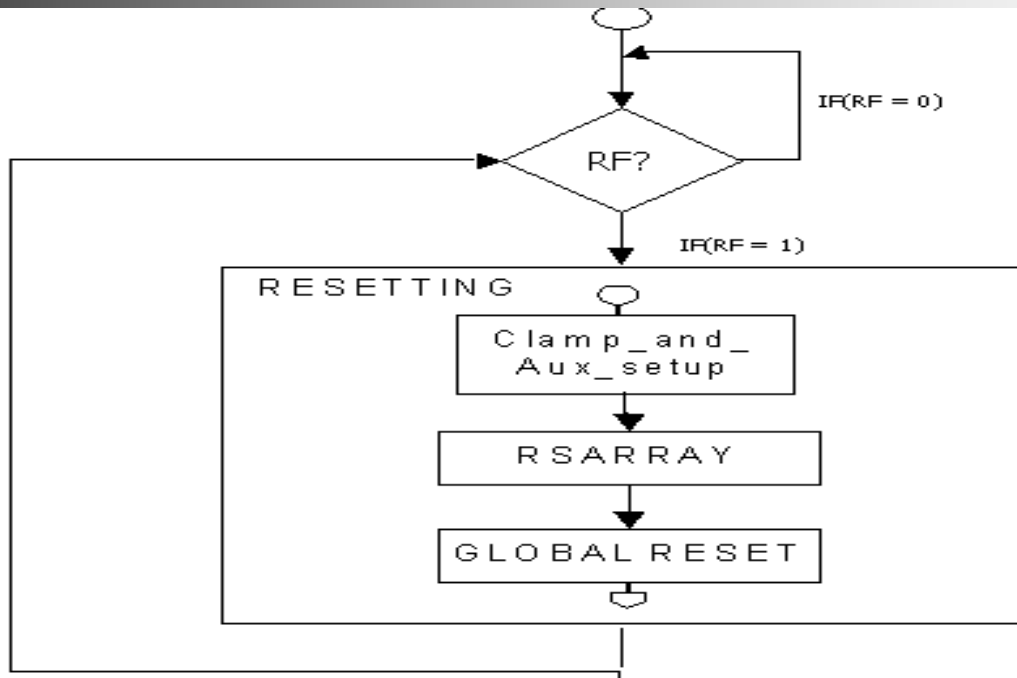 IF(RF = 0)
RF?
IF(RF = 1)
RESETTING
Clamp_and_
Aux_setup
RSARRAY
GLOBAL RESET